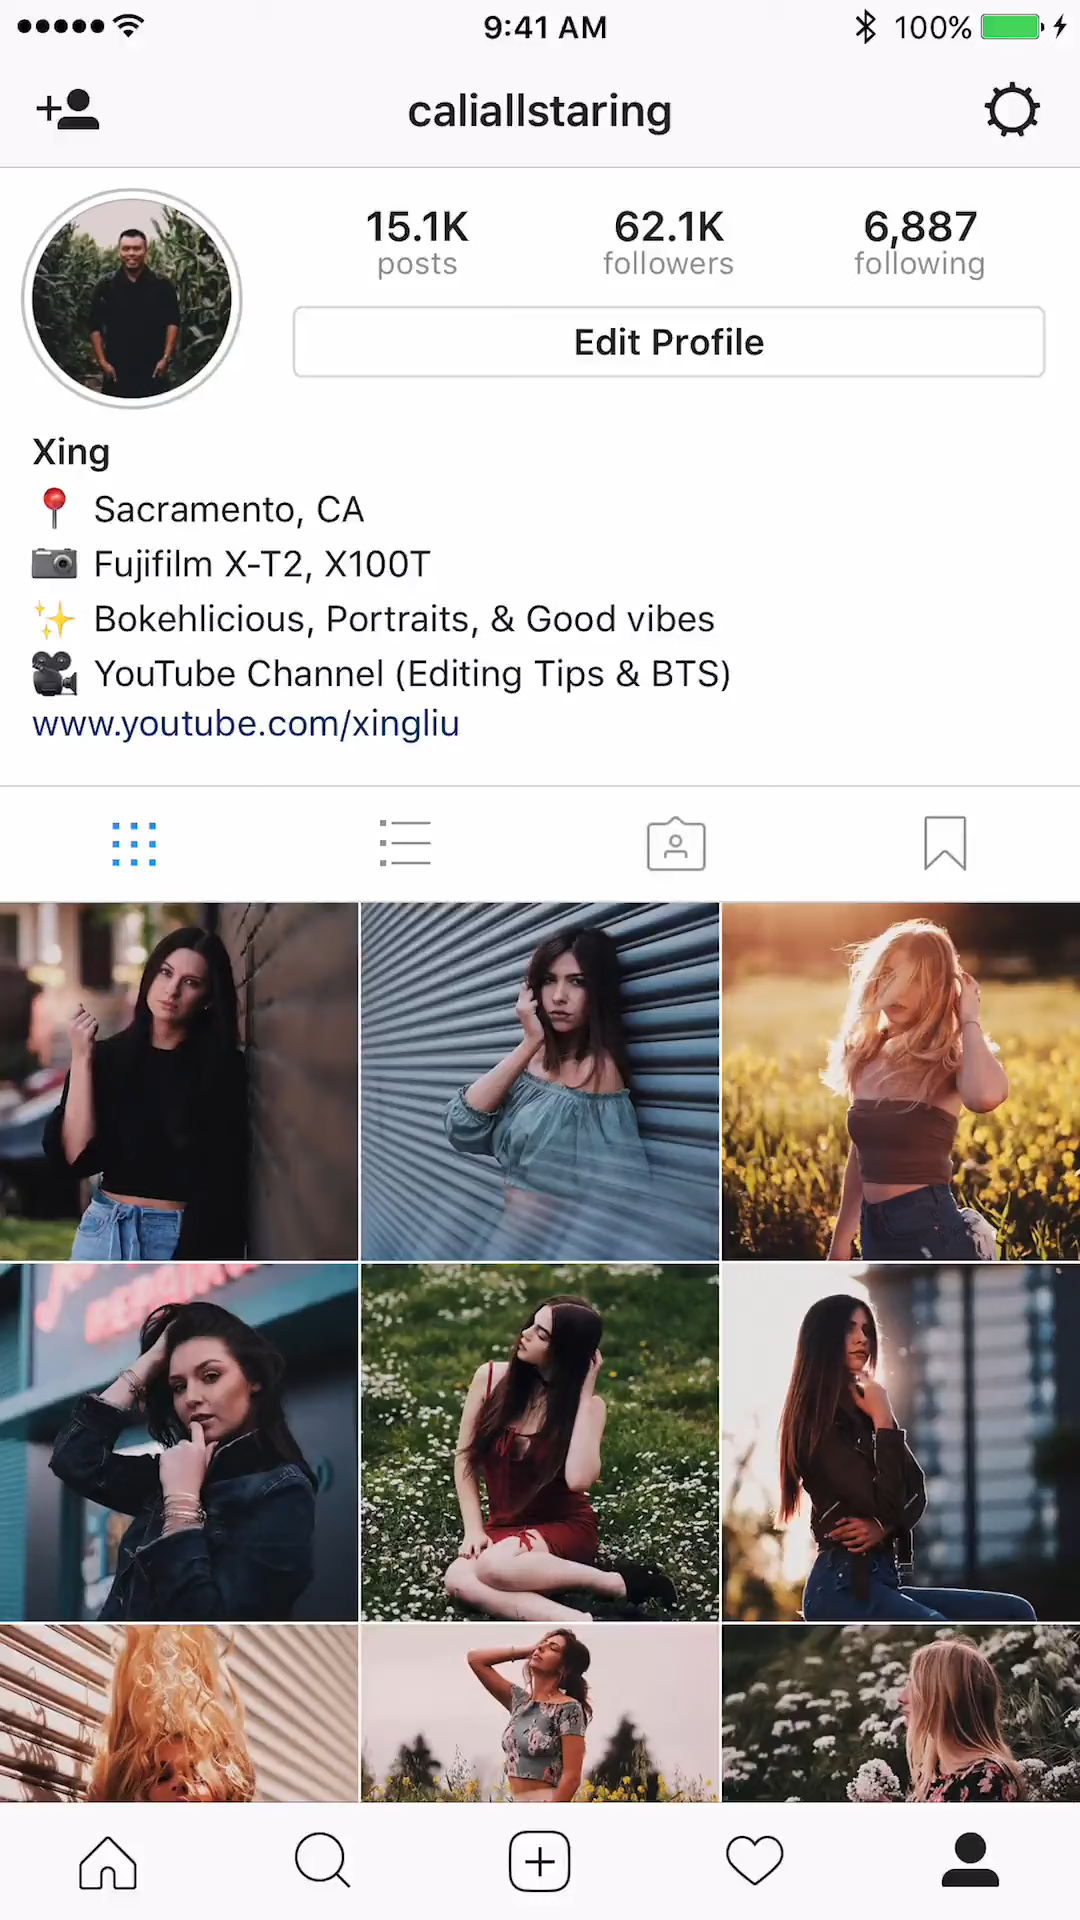 9:41 AM 100%
caliallstaring
15.1K 62.1K 6,887
posts followers following
Edit Profile
Xing
Sacramento, CA
Fujifilm X-T2, X100T
Bokehlicious, Portraits, & Good vibes
YouTube Channel (Editing Tips & BTS)
www.youtube.com/xingliu